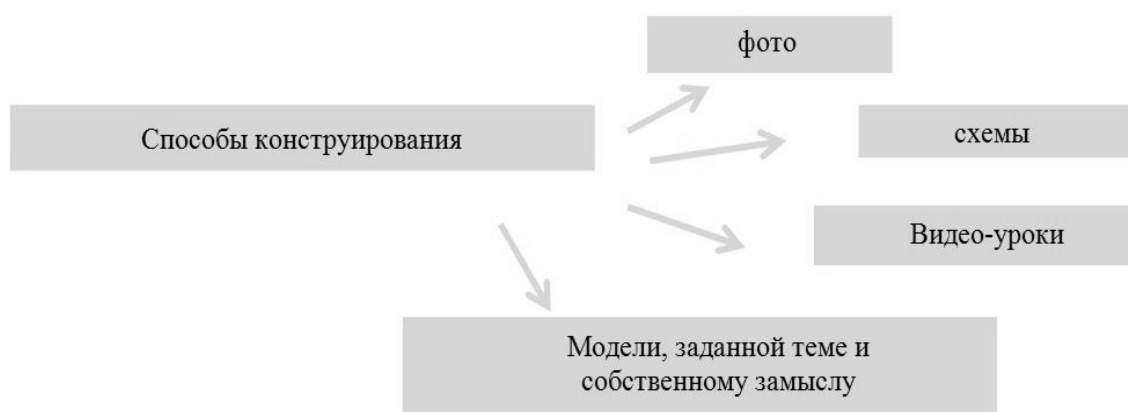 фото
Способы конструирования
схемы
Видео-уроки
Модели, заданной теме и
собственному замыслу